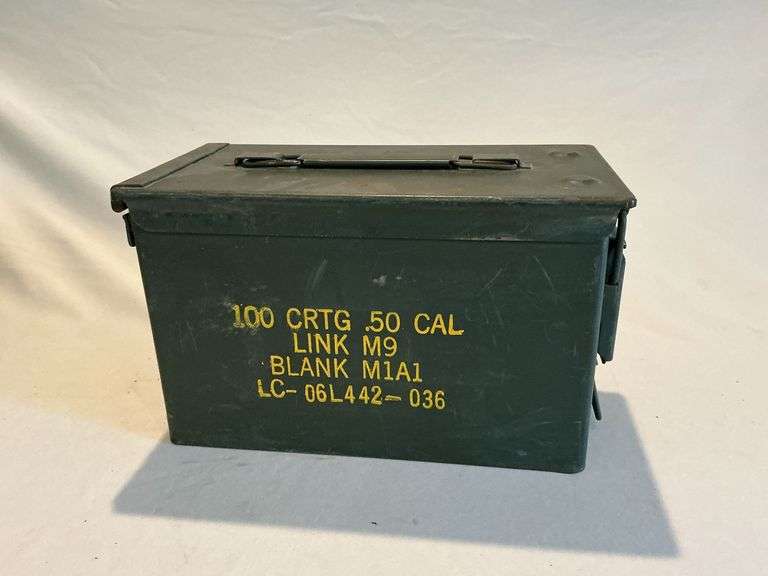 100 CRTG .50 CAL
LINK M9
BLANK M1A1
LC-06L442-036